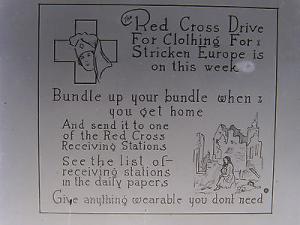 The Red Cross Drive
For Clothing For
Stricken Europe is
on this week
Bundle up your bundle when
you get home
And send it to one
of the Red Cross
Receiving Stations
See the list of
receiving stations
in the daily papers
Give anything wearable you dont need